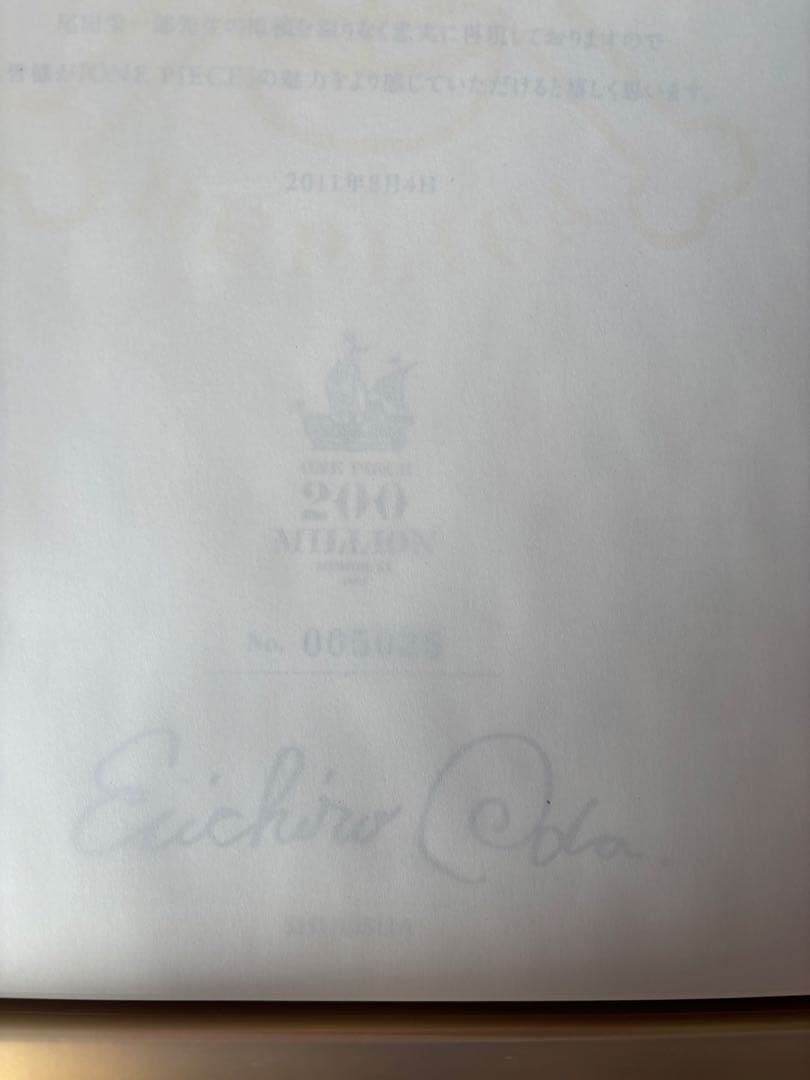 尾田栄一郎先生の原稿を余りなく忠実に再現しておりますので
皆様が『ONE PIECE』の魅力をより感じていただけると嬉しく思います。
2011年8月4日
ONE PIECE
200
MILLION
No.
Eiichiro Oda.
SHUEISHA